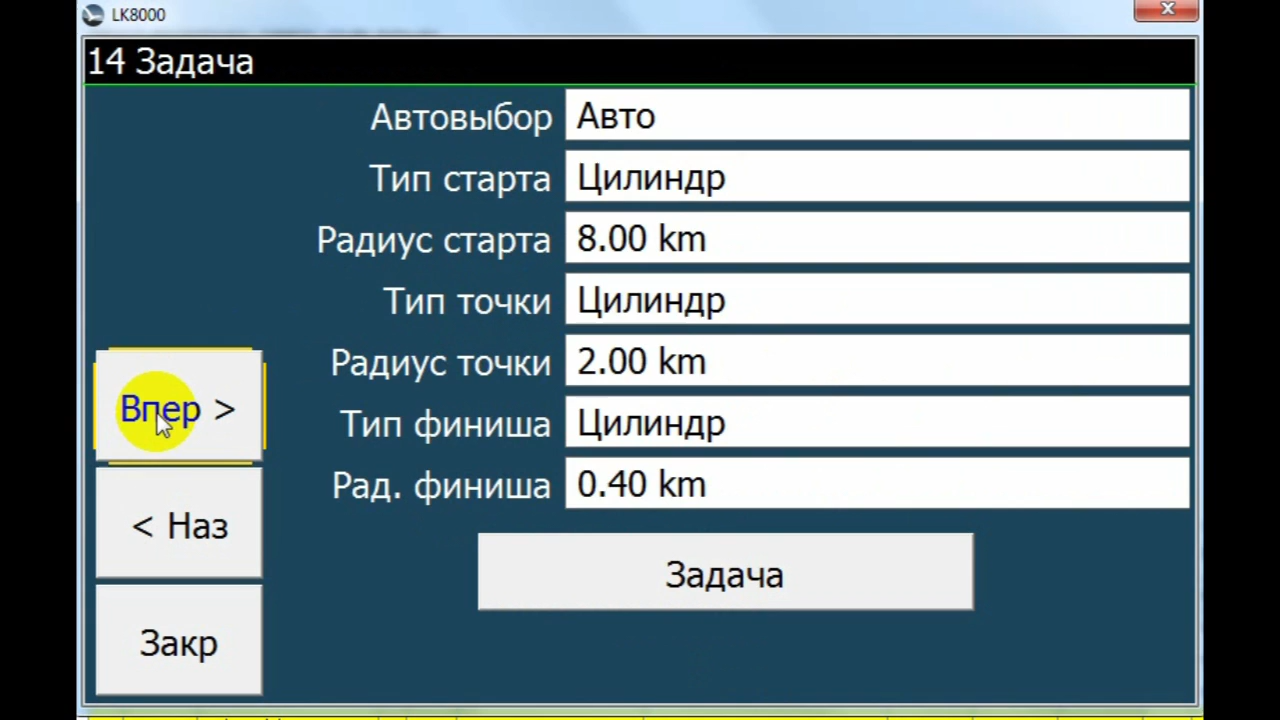 LK8000
14 Задача
Автовыбор Авто
Тип старта Цилиндр
Радиус старта 8.00 km
Тип точки Цилиндр
Радиус точки 2.00 km
Тип финиша Цилиндр
Рад. финиша 0.40 km
Впер >
< Наз
Закр
Задача